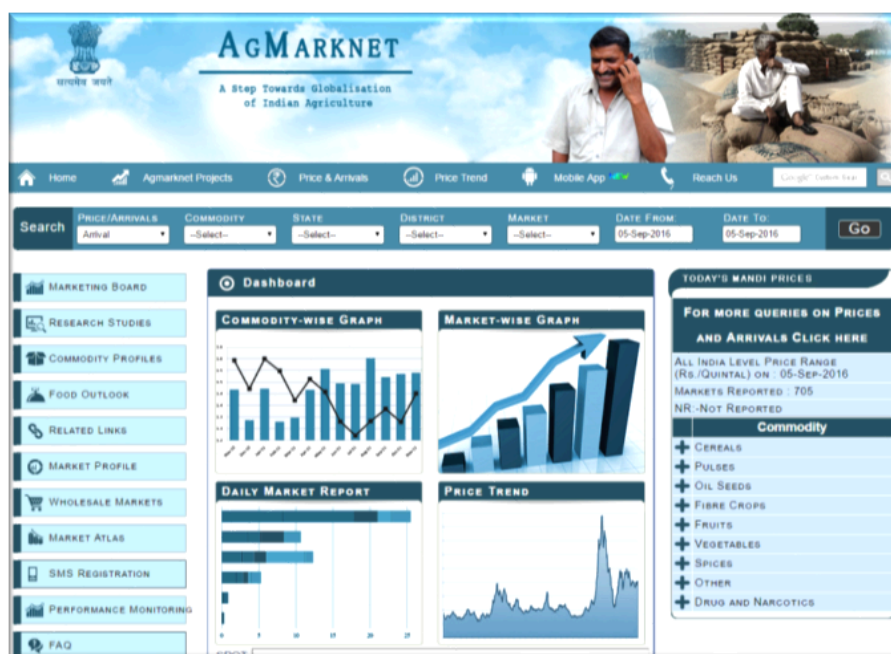 सत्यमेव जयते
AGMARKNET
A Step Towards Globalisation
of Indian Agriculture
Home
Agmarknet Projects
Price & Arrivals
Price Trend
Mobile App
Reach Us
Search
PRICE/ARRIVALS
COMMODITY
STATE
DISTRICT
MARKET
DATE FROM:
DATE TO:
Arrival
--Select--
--Select--
--Select--
--Select--
05-Sep-2016
05-Sep-2016
Go
MARKETING BOARD
RESEARCH STUDIES
COMMODITY PROFILES
FOOD OUTLOOK
RELATED LINKS
MARKET PROFILE
WHOLESALE MARKETS
MARKET ATLAS
SMS REGISTRATION
PERFORMANCE MONITORING
FAQ
Dashboard
COMMODITY-WISE GRAPH
MARKET-WISE GRAPH
DAILY MARKET REPORT
0 5 10 15 20 25
PRICE TREND
TODAY'S MANDI PRICES
FOR MORE QUERIES ON PRICES
AND ARRIVALS CLICK HERE
ALL INDIA LEVEL PRICE RANGE
(RS./QUINTAL) ON : 05-SEP-2016
MARKETS REPORTED : 705
NR:-NOT REPORTED
Commodity
CEREALS
PULSES
OIL SEEDS
FIBRE CROPS
FRUITS
VEGETABLES
SPICES
OTHER
DRUG AND NARCOTICS